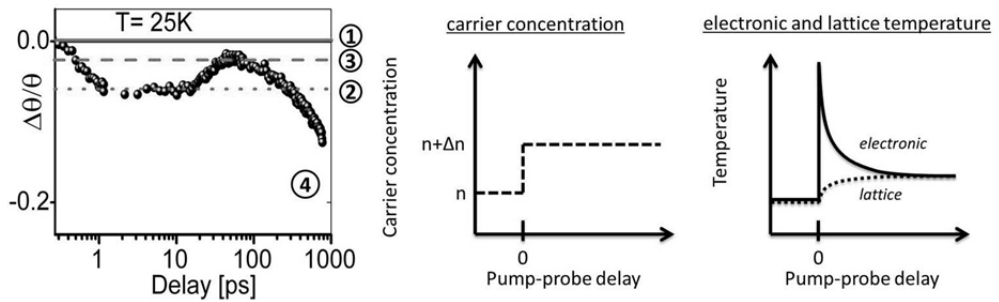 T= 25K
0.0
-0.2
Δθ/θ
①
③
②
④
1
10
100
1000
Delay [ps]
carrier concentration
Carrier concentration
n+Δn
n
0
Pump-probe delay
electronic and lattice temperature
Temperature
electronic
lattice
0
Pump-probe delay